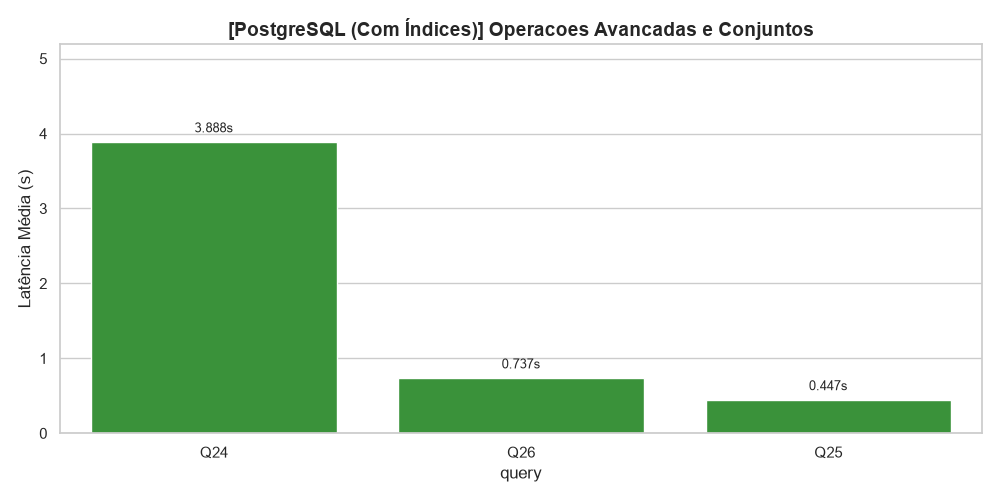 [PostgreSQL (Com Índices)] Operacoes Avancadas e Conjuntos
Latência Média (s)
5
4
3
2
1
0
3.888s
0.737s
0.447s
Q24
Q26
Q25
query